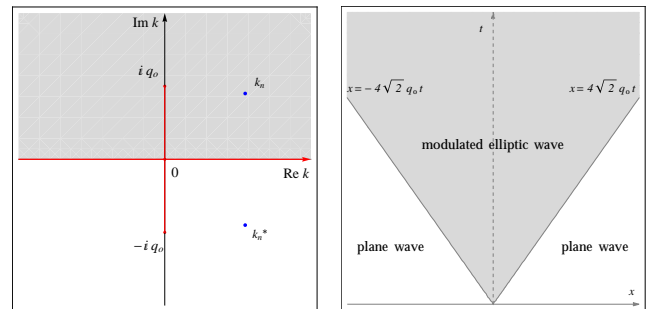 Im k
i q_o
k_n
0
Re k
-i q_o
k_n*
t
x = - 4 √2 q_o t
x = 4 √2 q_o t
modulated elliptic wave
plane wave
plane wave
x